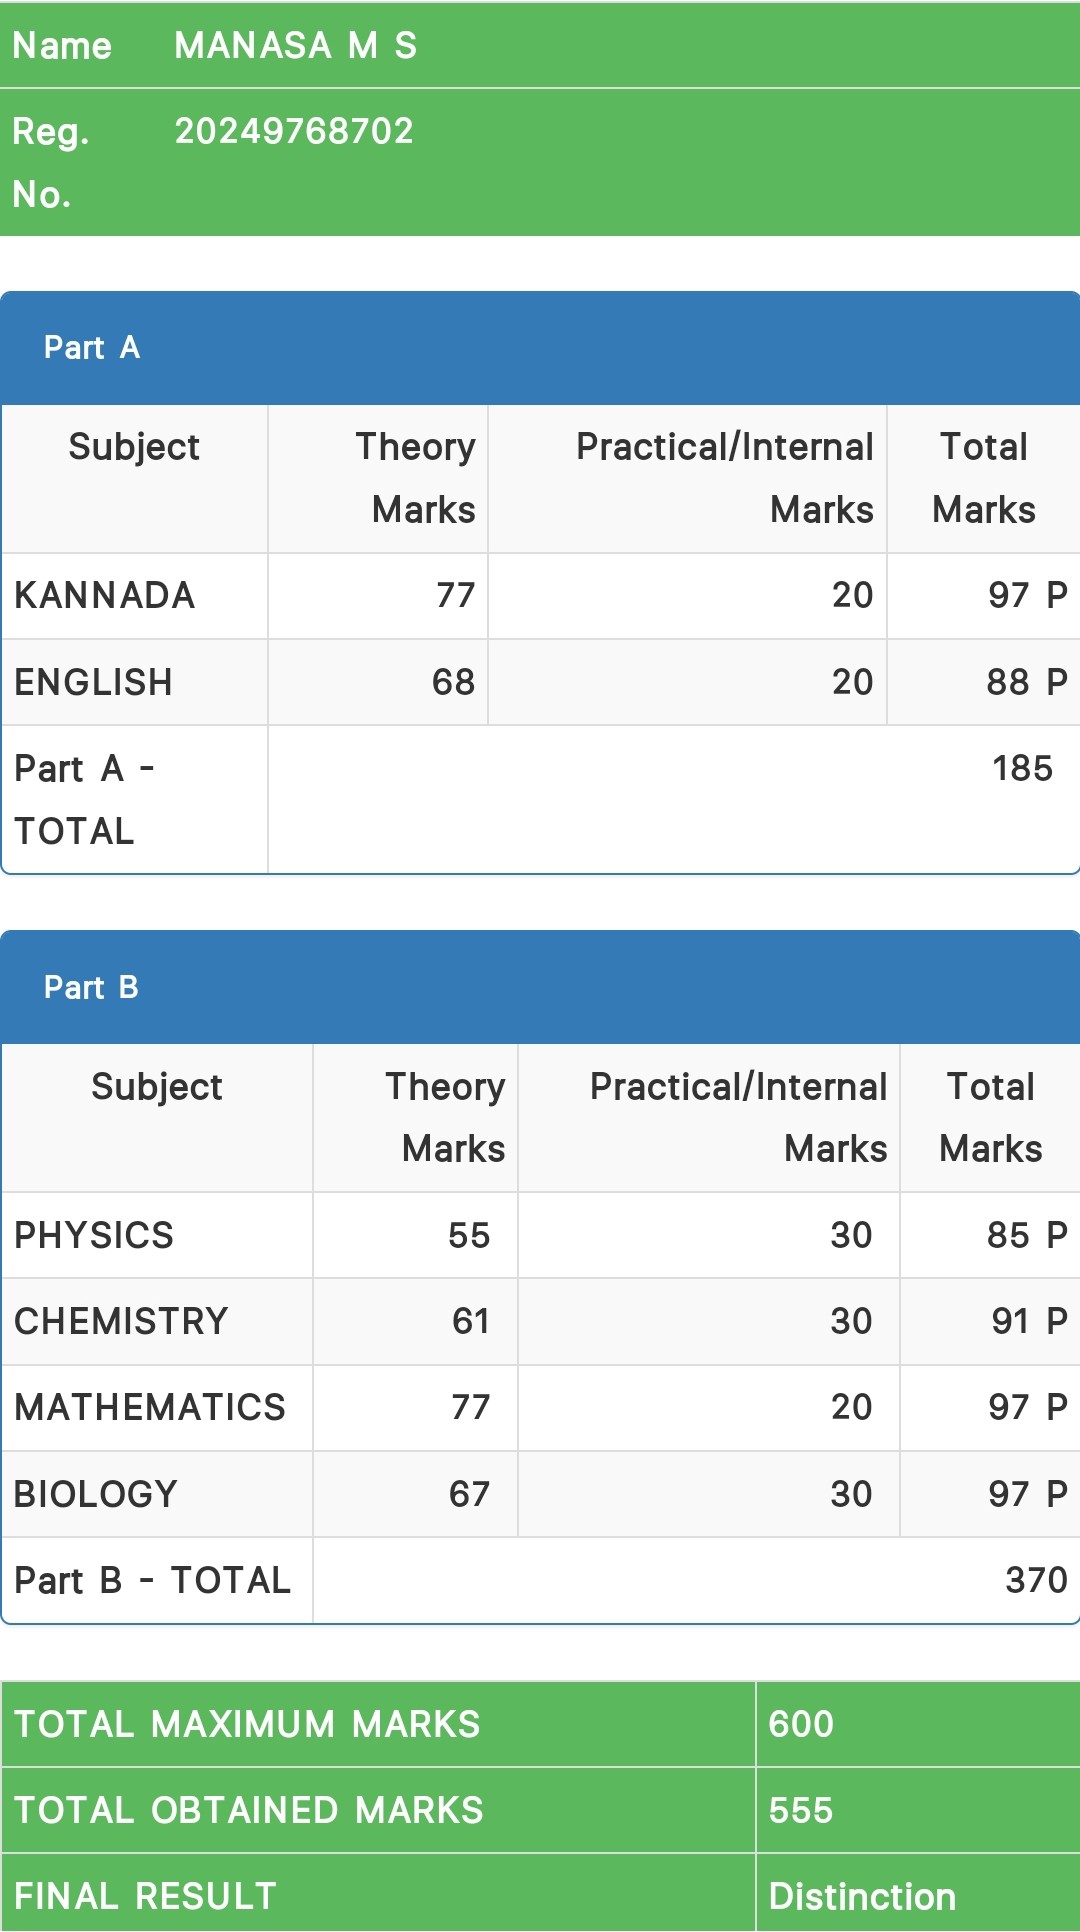 Name MANASA M S
Reg. 20249768702
No.
Part A
Subject Theory Practical/Internal Total
Marks Marks Marks
KANNADA 77 20 97 P
ENGLISH 68 20 88 P
Part A - 185
TOTAL
Part B
Subject Theory Practical/Internal Total
Marks Marks Marks
PHYSICS 55 30 85 P
CHEMISTRY 61 30 91 P
MATHEMATICS 77 20 97 P
BIOLOGY 67 30 97 P
Part B - TOTAL 370
TOTAL MAXIMUM MARKS 600
TOTAL OBTAINED MARKS 555
FINAL RESULT Distinction